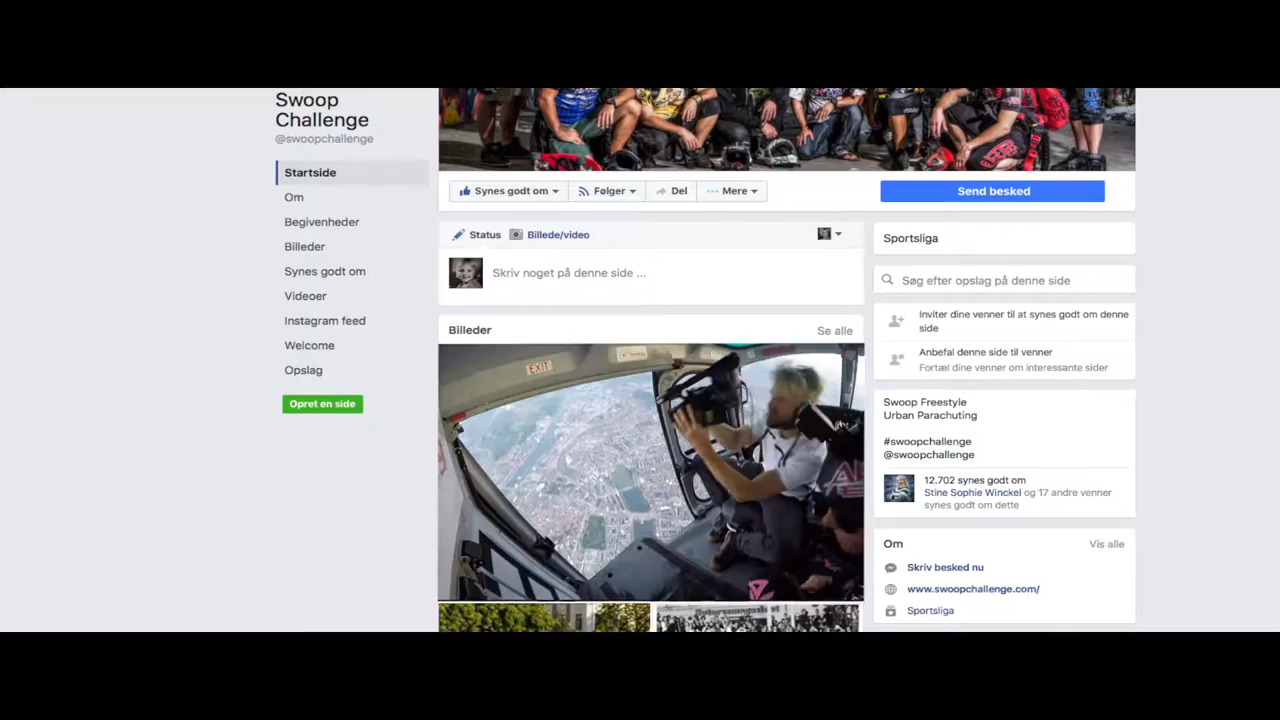 Swoop
Challenge
@swoopchallenge
Startside
Om
Begivenheder
Billeder
Synes godt om
Videoer
Instagram feed
Welcome
Opslag
Opret en side
Synes godt om
Følger
Del
Mere
Send besked
Status
Billede/video
Skriv noget på denne side ...
Billeder
Se alle
EXIT
Sportsliga
Søg efter opslag på denne side
Inviter dine venner til at synes godt om denne
side
Anbefal denne side til venner
Fortæl dine venner om interessante sider
Swoop Freestyle
Urban Parachuting
#swoopchallenge
@swoopchallenge
12.702 synes godt om
Stine Sophie Winckel og 17 andre venner
synes godt om dette
Om
Vis alle
Skriv besked nu
www.swoopchallenge.com/
Sportsliga